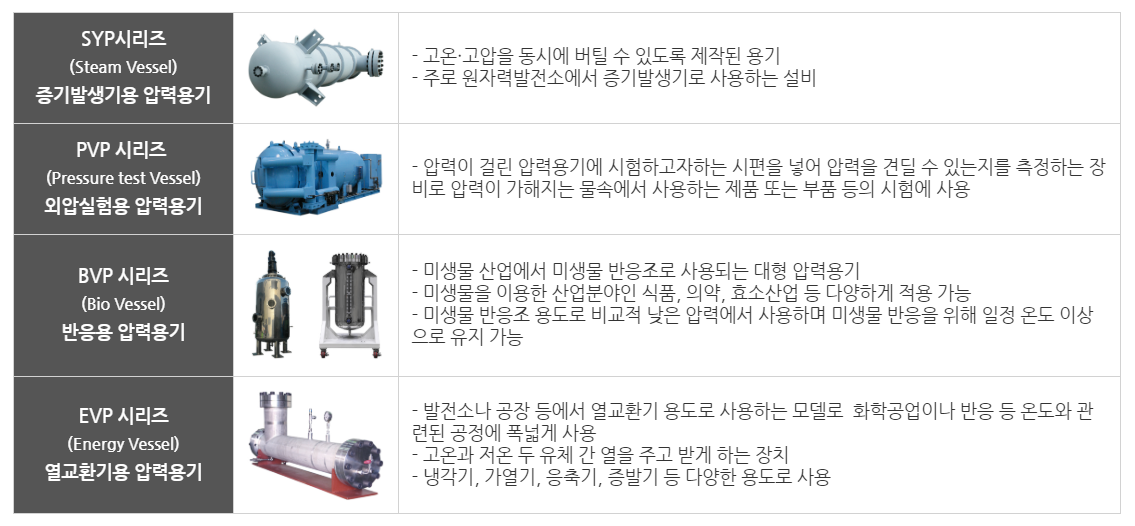 SYP시리즈
(Steam Vessel)
증기발생기용 압력용기
- 고온·고압을 동시에 버틸 수 있도록 제작된 용기
- 주로 원자력발전소에서 증기발생기로 사용하는 설비
PVP 시리즈
(Pressure test Vessel)
외압실험용 압력용기
- 압력이 걸린 압력용기에 시험하고자하는 시편을 넣어 압력을 견딜 수 있는지를 측정하는 장
비로 압력이 가해지는 물속에서 사용하는 제품 또는 부품 등의 시험에 사용
BVP 시리즈
(Bio Vessel)
반응용 압력용기
- 미생물 산업에서 미생물 반응조로 사용되는 대형 압력용기
- 미생물을 이용한 산업분야인 식품, 의약, 효소산업 등 다양하게 적용 가능
- 미생물 반응조 용도로 비교적 낮은 압력에서 사용하며 미생물 반응을 위해 일정 온도 이상
으로 유지 가능
EVP 시리즈
(Energy Vessel)
열교환기용 압력용기
- 발전소나 공장 등에서 열교환기 용도로 사용하는 모델로  화학공업이나 반응 등 온도와 관
련된 공정에 폭넓게 사용
- 고온과 저온 두 유체 간 열을 주고 받게 하는 장치
- 냉각기, 가열기, 응축기, 증발기 등 다양한 용도로 사용